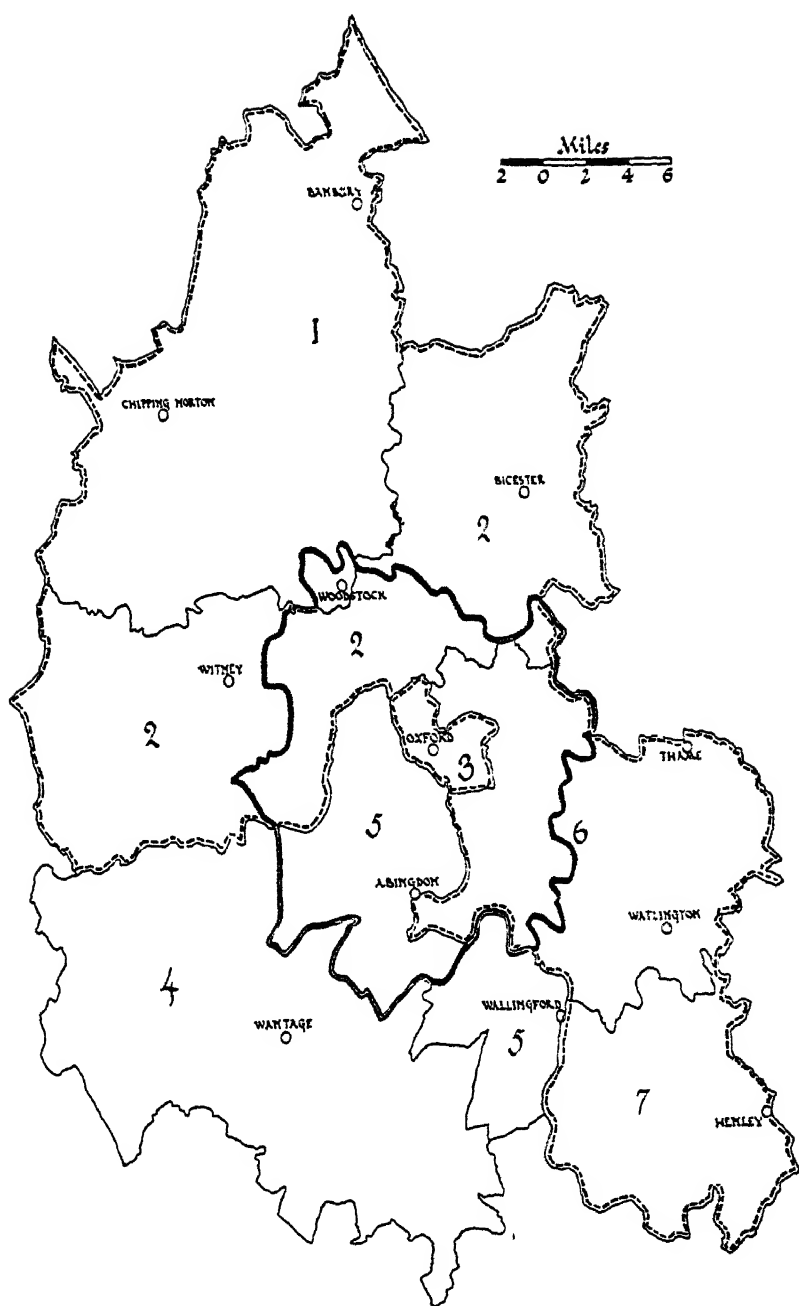 Miles
2 0 2 4 6
BANBURY
1
CHIPPING NORTON
BICESTER
2
WOODSTOCK
2
WITNEY
2
OXFORD
3
THAME
5
6
ABINGDON
WATLINGTON
4
WALLINGFORD
WANTAGE
5
7
HENLEY